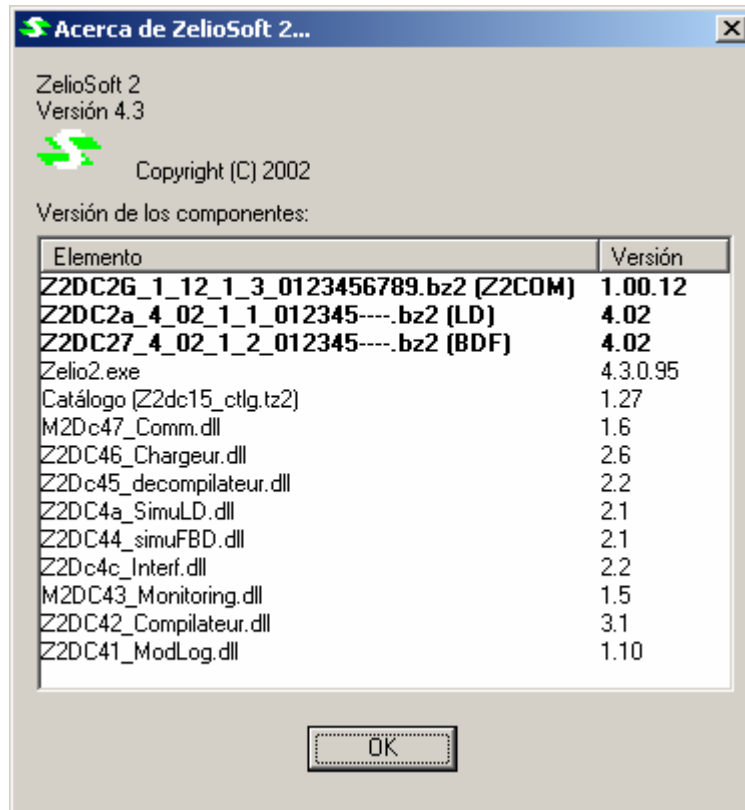 Acerca de ZelioSoft 2...
ZelioSoft 2
Versión 4.3
Copyright (C) 2002
Versión de los componentes:
Elemento Versión
Z2DC2G_1_12_1_3_0123456789.bz2 (Z2COM) 1.00.12
Z2DC2a_4_02_1_1_012345----.bz2 (LD) 4.02
Z2DC27_4_02_1_2_012345----.bz2 (BDF) 4.02
Zelio2.exe 4.3.0.95
Catálogo (Z2dc15_ctlg.tz2) 1.27
M2Dc47_Comm.dll 1.6
Z2DC46_Chargeur.dll 2.6
Z2Dc45_decompilateur.dll 2.2
Z2DC4a_SimuLD.dll 2.1
Z2DC44_simuFBD.dll 2.1
Z2Dc4c_Interf.dll 2.2
M2DC43_Monitoring.dll 1.5
Z2DC42_Compilateur.dll 3.1
Z2DC41_ModLog.dll 1.10
OK